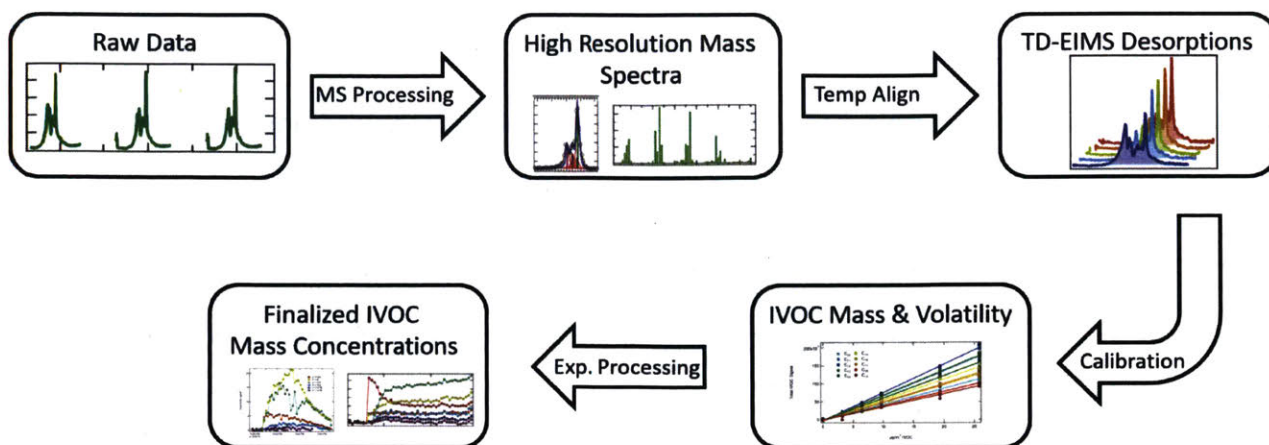 Raw Data
MS Processing
High Resolution Mass
Spectra
Temp Align
TD-EIMS Desorptions
Calibration
IVOC Mass & Volatility
Exp. Processing
Finalized IVOC
Mass Concentrations